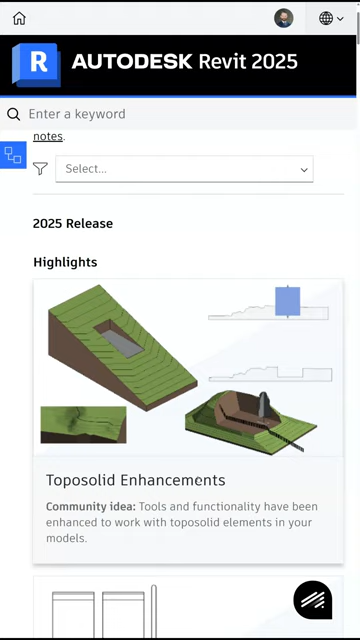 R AUTODESK Revit 2025
Enter a keyword
notes.
Select...
2025 Release
Highlights
Toposolid Enhancements
Community idea: Tools and functionality have been
enhanced to work with toposolid elements in your
models.